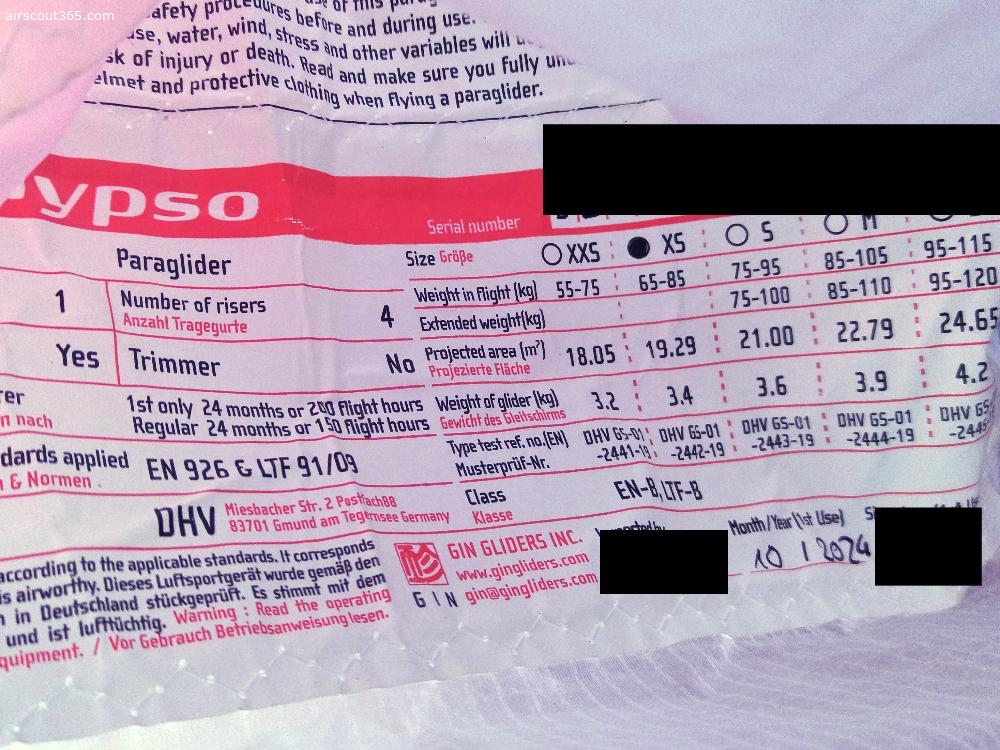 airscout365.com
safety procedures before and during use.
use, water, wind, stress and other variables will
risk of injury or death. Read and make sure you fully
helmet and protective clothing when flying a paraglider.
ypso
Serial number
Paraglider
Size Größe XXS XS S M
Weight in flight (kg) 55-75 65-85 75-95 85-105 95-115
1 Number of risers 4
Anzahl Tragegurte
Extended weight(kg) 75-100 85-110 95-120
Yes Trimmer No
Projected area (m²) 18.05 19.29 21.00 22.79 24.65
Projezierte Fläche
1st only 24 months or 200 flight hours
n nach Regular 24 months or 150 flight hours
Weight of glider (kg) 3.2 3.4 3.6 3.9 4.2
Gewicht des Gleitschirms
dards applied EN 926 & LTF 91/09
& Normen
Type test ref. no.(EN) DHV GS-01 DHV GS-01 DHV GS-01 DHV GS-01 DHV GS-
Musterprüf-Nr. -2441-19 -2442-19 -2443-19 -2444-19 -2445
Class EN-B, LTF-B
Klasse
DHV Miesbacher Str. 2 Postfach88
83701 Gmund am Tegernsee Germany
according to the applicable standards. It corresponds
is airworthy. Dieses Luftsportgerät wurde gemäß den
in Deutschland stückgeprüft. Es stimmt mit dem
und ist lufttüchtig. Warning : Read the operating
equipment. / Vor Gebrauch Betriebsanweisung lesen.
GIN GLIDERS INC.
www.gingliders.com
GIN gin@gingliders.com
Month/Year (1st Use)
10 / 2024